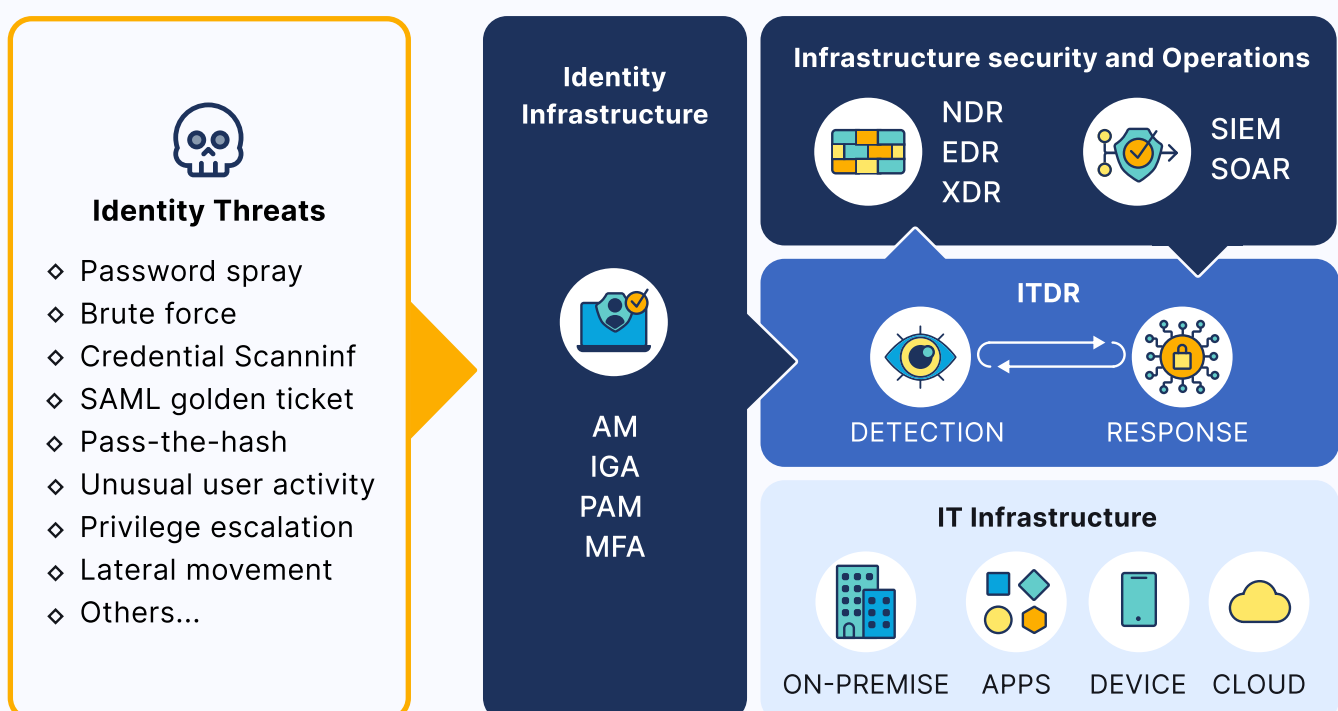 Identity Threats
Password spray
Brute force
Credential Scanninf
SAML golden ticket
Pass-the-hash
Unusual user activity
Privilege escalation
Lateral movement
Others...
Identity
Infrastructure
AM
IGA
PAM
MFA
Infrastructure security and Operations
NDR
EDR
XDR
SIEM
SOAR
ITDR
DETECTION
RESPONSE
IT Infrastructure
ON-PREMISE
APPS
DEVICE
CLOUD